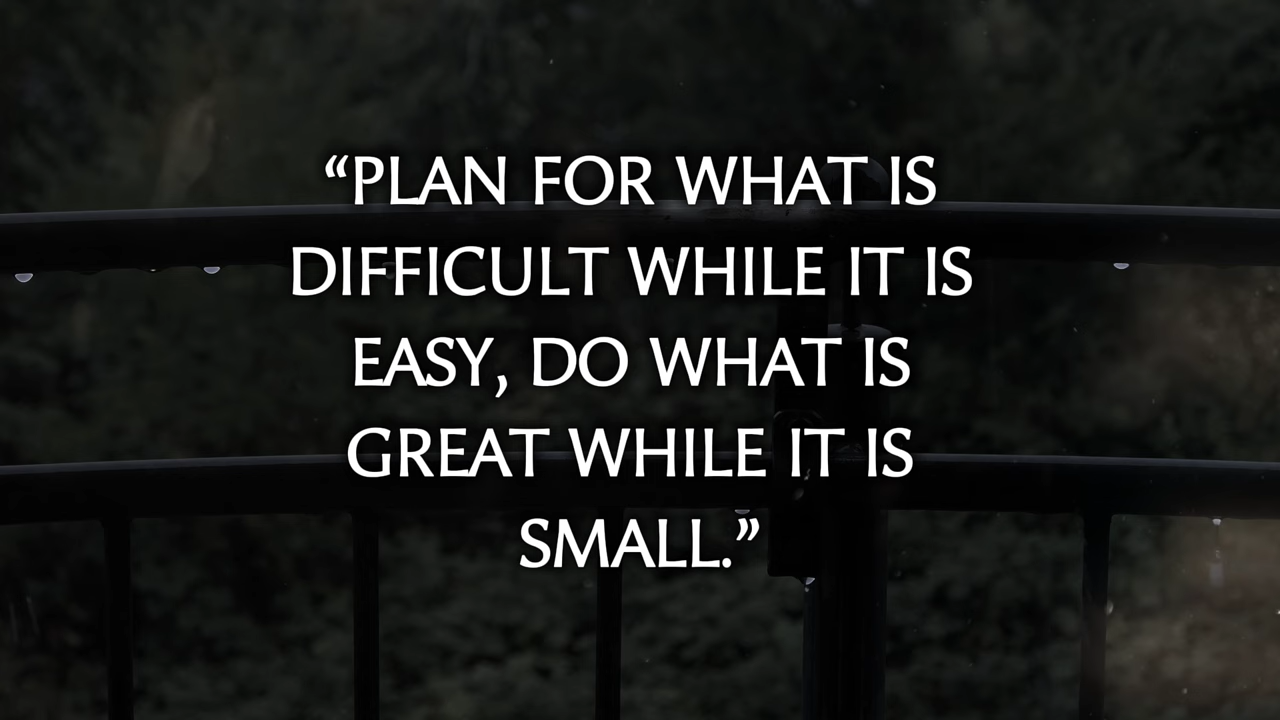 “PLAN FOR WHAT IS
DIFFICULT WHILE IT IS
EASY, DO WHAT IS
GREAT WHILE IT IS
SMALL.”